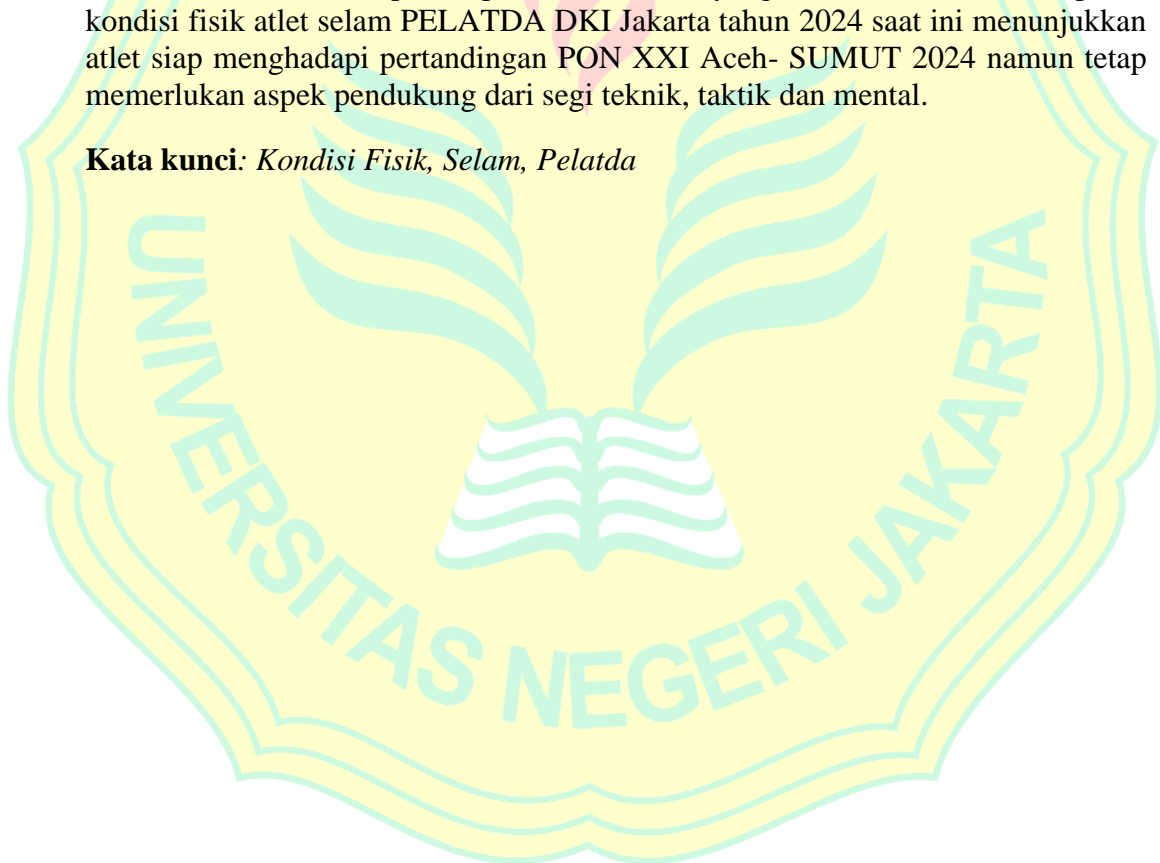 kondisi fisik atlet selam PELATDA DKI Jakarta tahun 2024 saat ini menunjukkan
atlet siap menghadapi pertandingan PON XXI Aceh- SUMUT 2024 namun tetap
memerlukan aspek pendukung dari segi teknik, taktik dan mental.
Kata kunci: Kondisi Fisik, Selam, Pelatda
UNIVERSITAS NEGERI JAKARTA